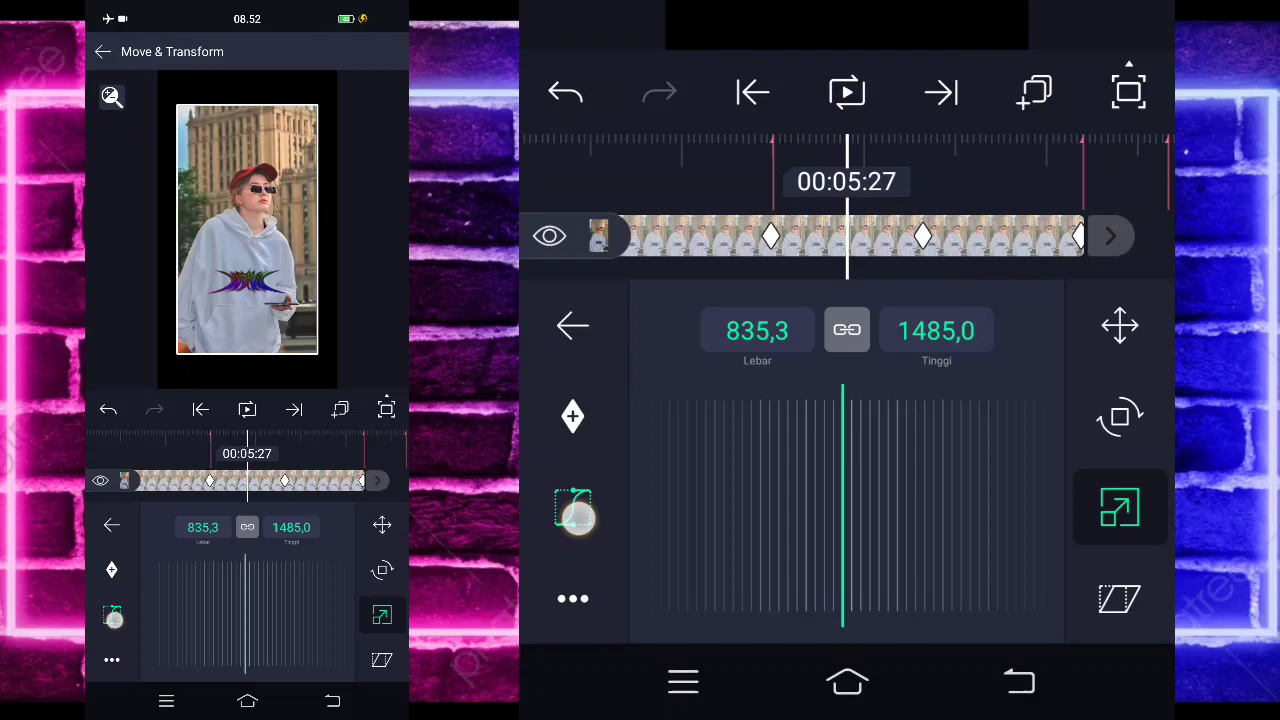 08.52
Move & Transform
00:05:27
835,3
1485,0
Lebar
Tinggi
00:05:27
835,3
1485,0
Lebar
Tinggi